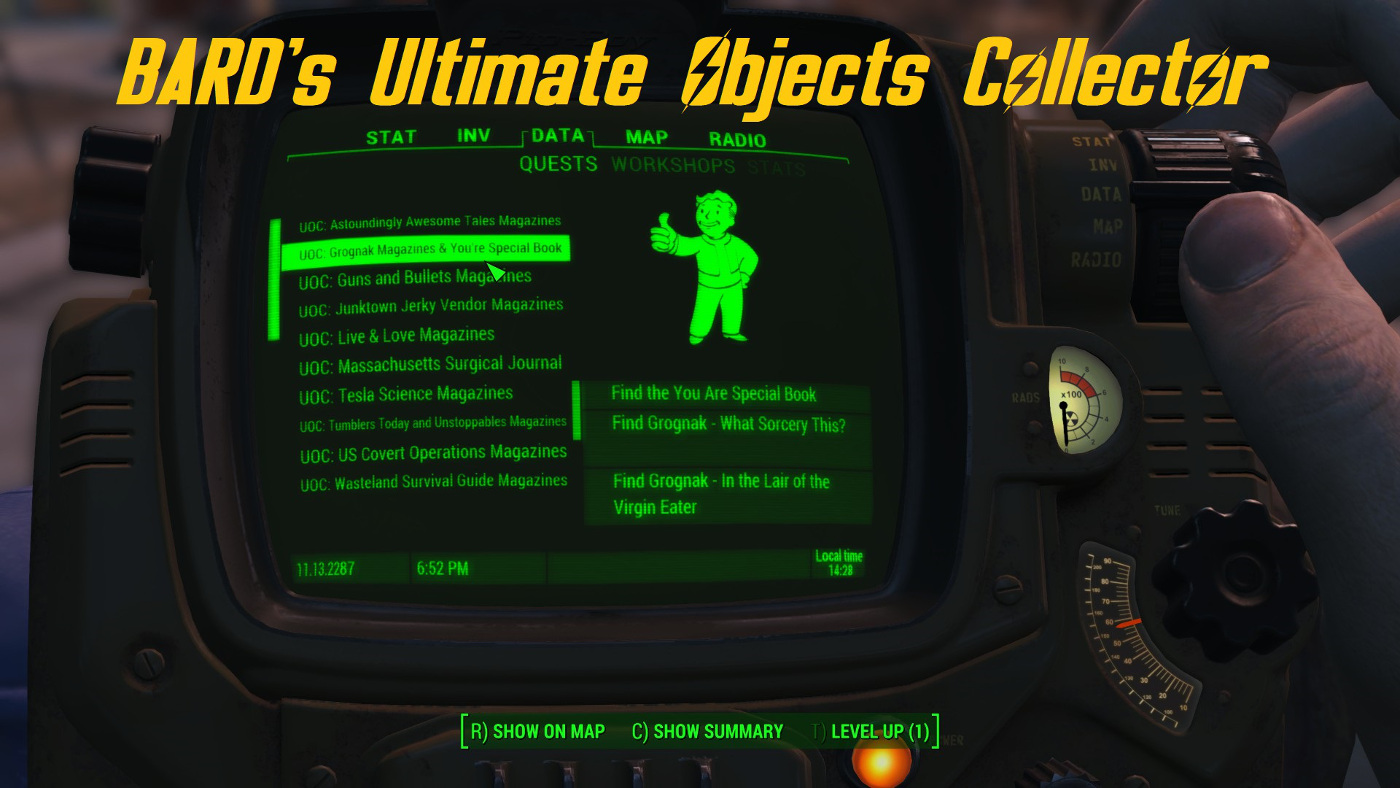 BARD's Ultimate Objects Collector
STAT INV DATA MAP RADIO
QUESTS WORKSHOPS STATS
UOC: Astoundingly Awesome Tales Magazines
UOC: Grognak Magazines & You're Special Book
UOC: Guns and Bullets Magazines
UOC: Junktown Jerky Vendor Magazines
UOC: Live & Love Magazines
UOC: Massachusetts Surgical Journal
UOC: Tesla Science Magazines
UOC: Tumblers Today and Unstoppables Magazines
UOC: US Covert Operations Magazines
UOC: Wasteland Survival Guide Magazines
Find the You Are Special Book
Find Grognak - What Sorcery This?
Find Grognak - In the Lair of the
Virgin Eater
11.13.2287
6:52 PM
Local time
14:28
STAT
INV
DATA
MAP
RADIO
RADS
x100
TUNE
R) SHOW ON MAP C) SHOW SUMMARY T) LEVEL UP (1)